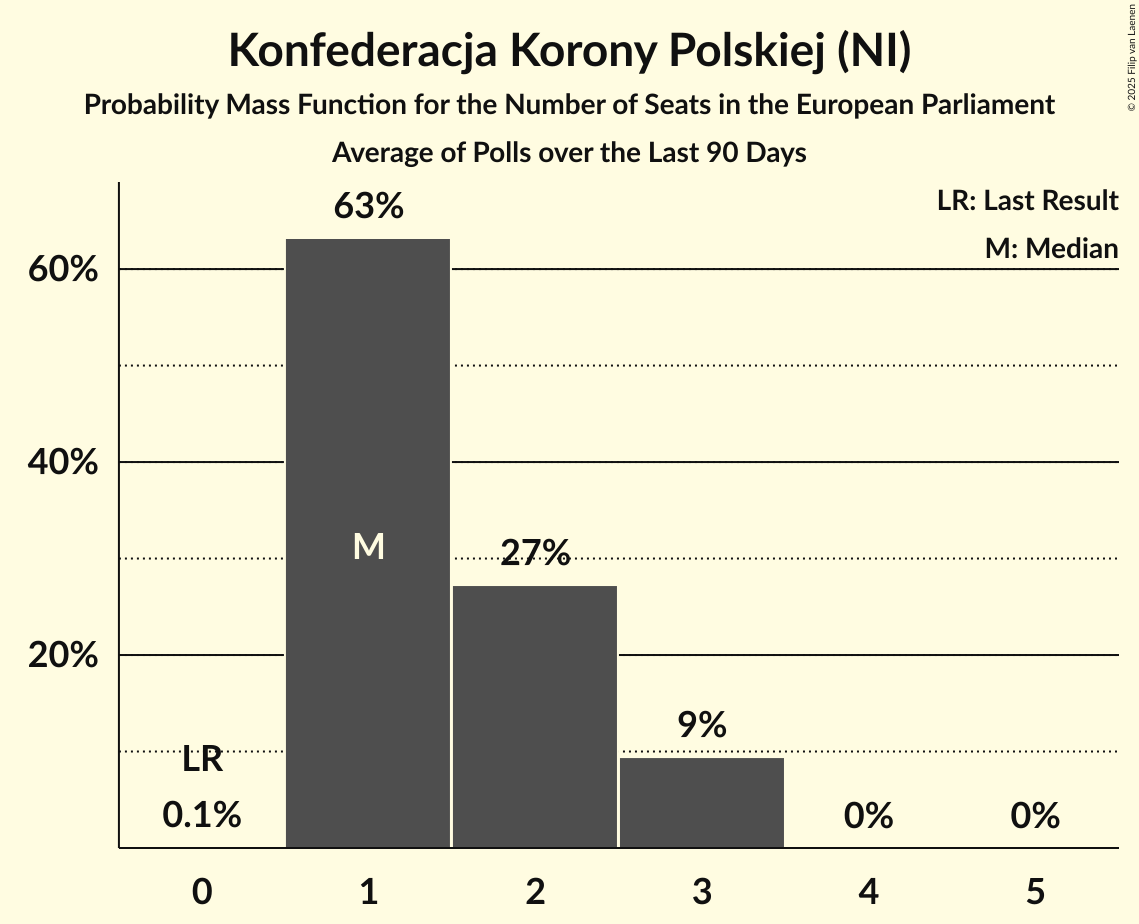 Konfederacja Korony Polskiej (NI)
Probability Mass Function for the Number of Seats in the European Parliament
Average of Polls over the Last 90 Days
© 2025 Filip van Laenen
LR: Last Result
M: Median
63%
60%
40%
M
27%
20%
9%
LR
0.1%
0%
0%
0 1 2 3 4 5